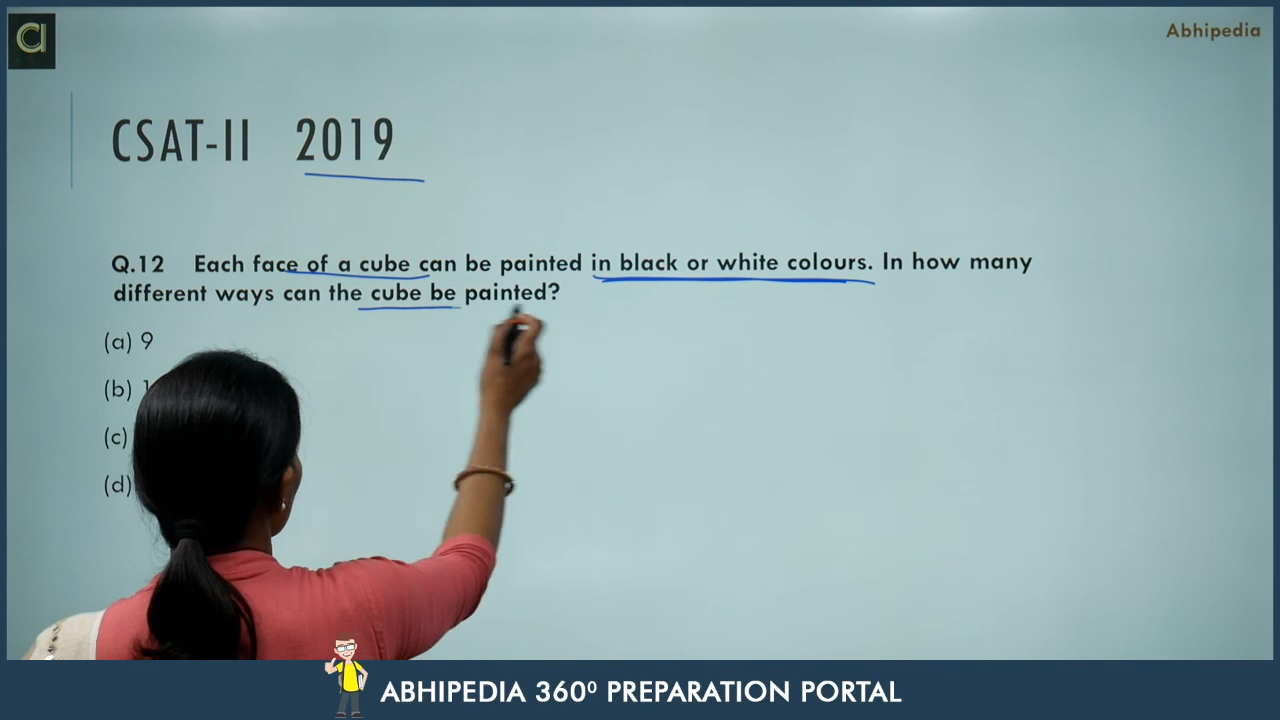 Abhipedia
CSAT-II 2019
Q.12 Each face of a cube can be painted in black or white colours. In how many
different ways can the cube be painted?
(a) 9
(b)
(c)
(d)
ABHIPEDIA 360⁰ PREPARATION PORTAL